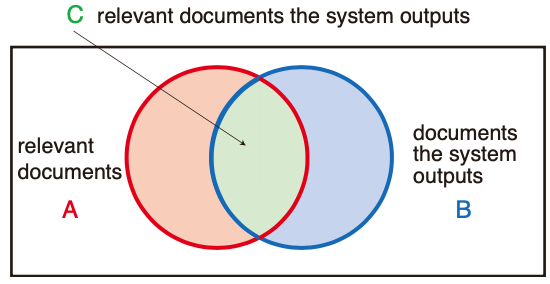 C relevant documents the system outputs
relevant
documents
A
documents
the system
outputs
B